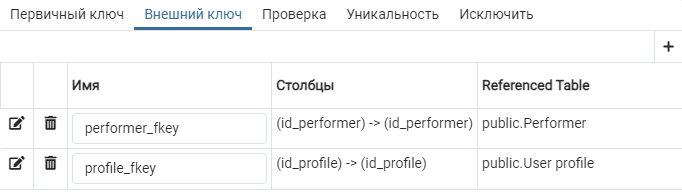 Первичный ключ Внешний ключ Проверка Уникальность Исключить
Имя Столбцы Referenced Table
performer_fkey (id_performer) -> (id_performer) public.Performer
profile_fkey (id_profile) -> (id_profile) public.User profile